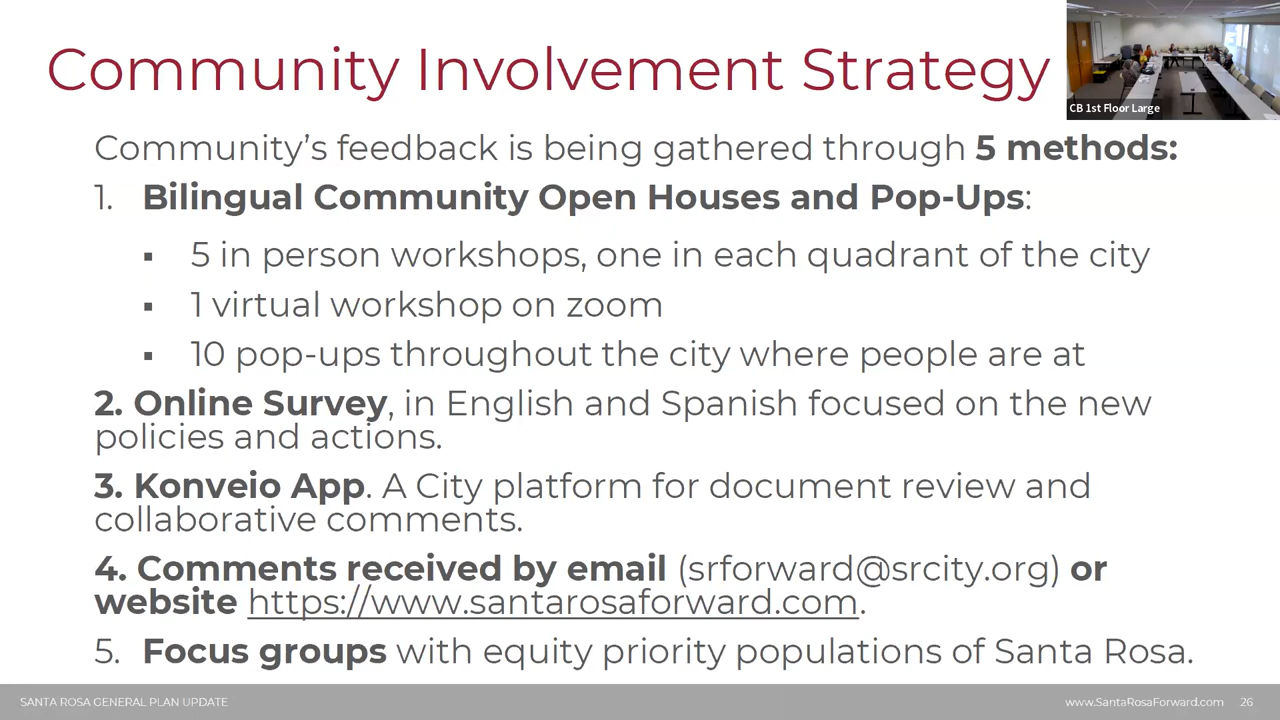 Community Involvement Strategy
CB 1st Floor Large
Community’s feedback is being gathered through 5 methods:
1. Bilingual Community Open Houses and Pop-Ups:
▪ 5 in person workshops, one in each quadrant of the city
▪ 1 virtual workshop on zoom
▪ 10 pop-ups throughout the city where people are at
2. Online Survey, in English and Spanish focused on the new
policies and actions.
3. Konveio App. A City platform for document review and
collaborative comments.
4. Comments received by email (srforward@srcity.org) or
website https://www.santarosaforward.com.
5. Focus groups with equity priority populations of Santa Rosa.
SANTA ROSA GENERAL PLAN UPDATE
www.SantaRosaForward.com 26